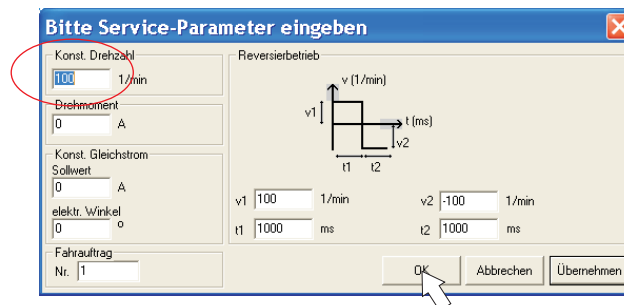 Bitte Service-Parameter eingeben
Konst. Drehzahl
100 1/min
Drehmoment
0 A
Konst. Gleichstrom
Sollwert
0 A
elektr. Winkel
0 °
Fahrauftrag
Nr. 1
Reversierbetrieb
v (1/min)
v1
t (ms)
v2
t1 t2
v1 100 1/min v2 -100 1/min
t1 1000 ms t2 1000 ms
OK Abbrechen Übernehmen